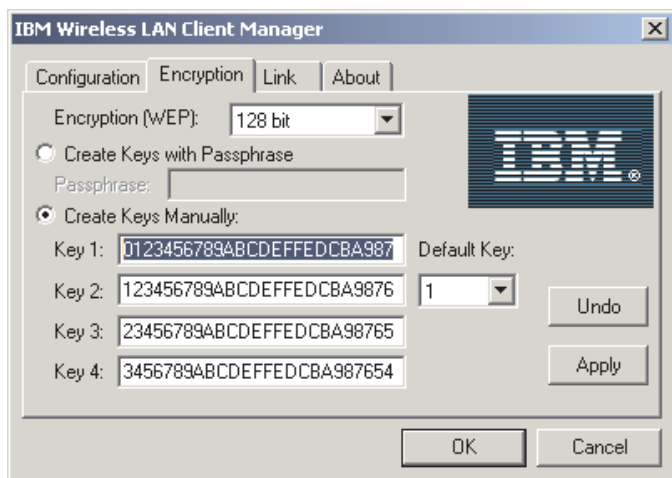 IBM Wireless LAN Client Manager
Configuration Encryption Link About
Encryption (WEP): 128 bit
Create Keys with Passphrase
Passphrase:
IBM®
Create Keys Manually:
Key 1: 0123456789ABCDEFFEDCBA987
Default Key:
Key 2: 123456789ABCDEFFEDCBA9876
1
Key 3: 23456789ABCDEFFEDCBA98765
Undo
Key 4: 3456789ABCDEFFEDCBA987654
Apply
OK Cancel